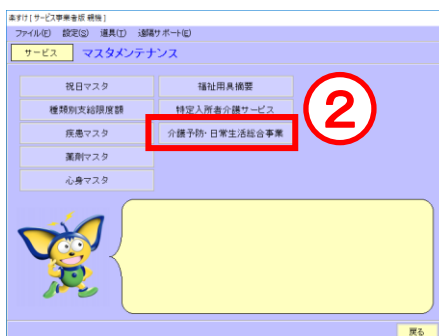 楽すけ [ サービス事業者版 親機 ]
ファイル(F) 設定(S) 道具(T) 遠隔サポート(E)
サービス マスタメンテナンス
祝日マスタ 福祉用具摘要
種類別支給限度額 特定入所者介護サービス
疾患マスタ 介護予防・日常生活総合事業
薬剤マスタ
心身マスタ
②
戻る